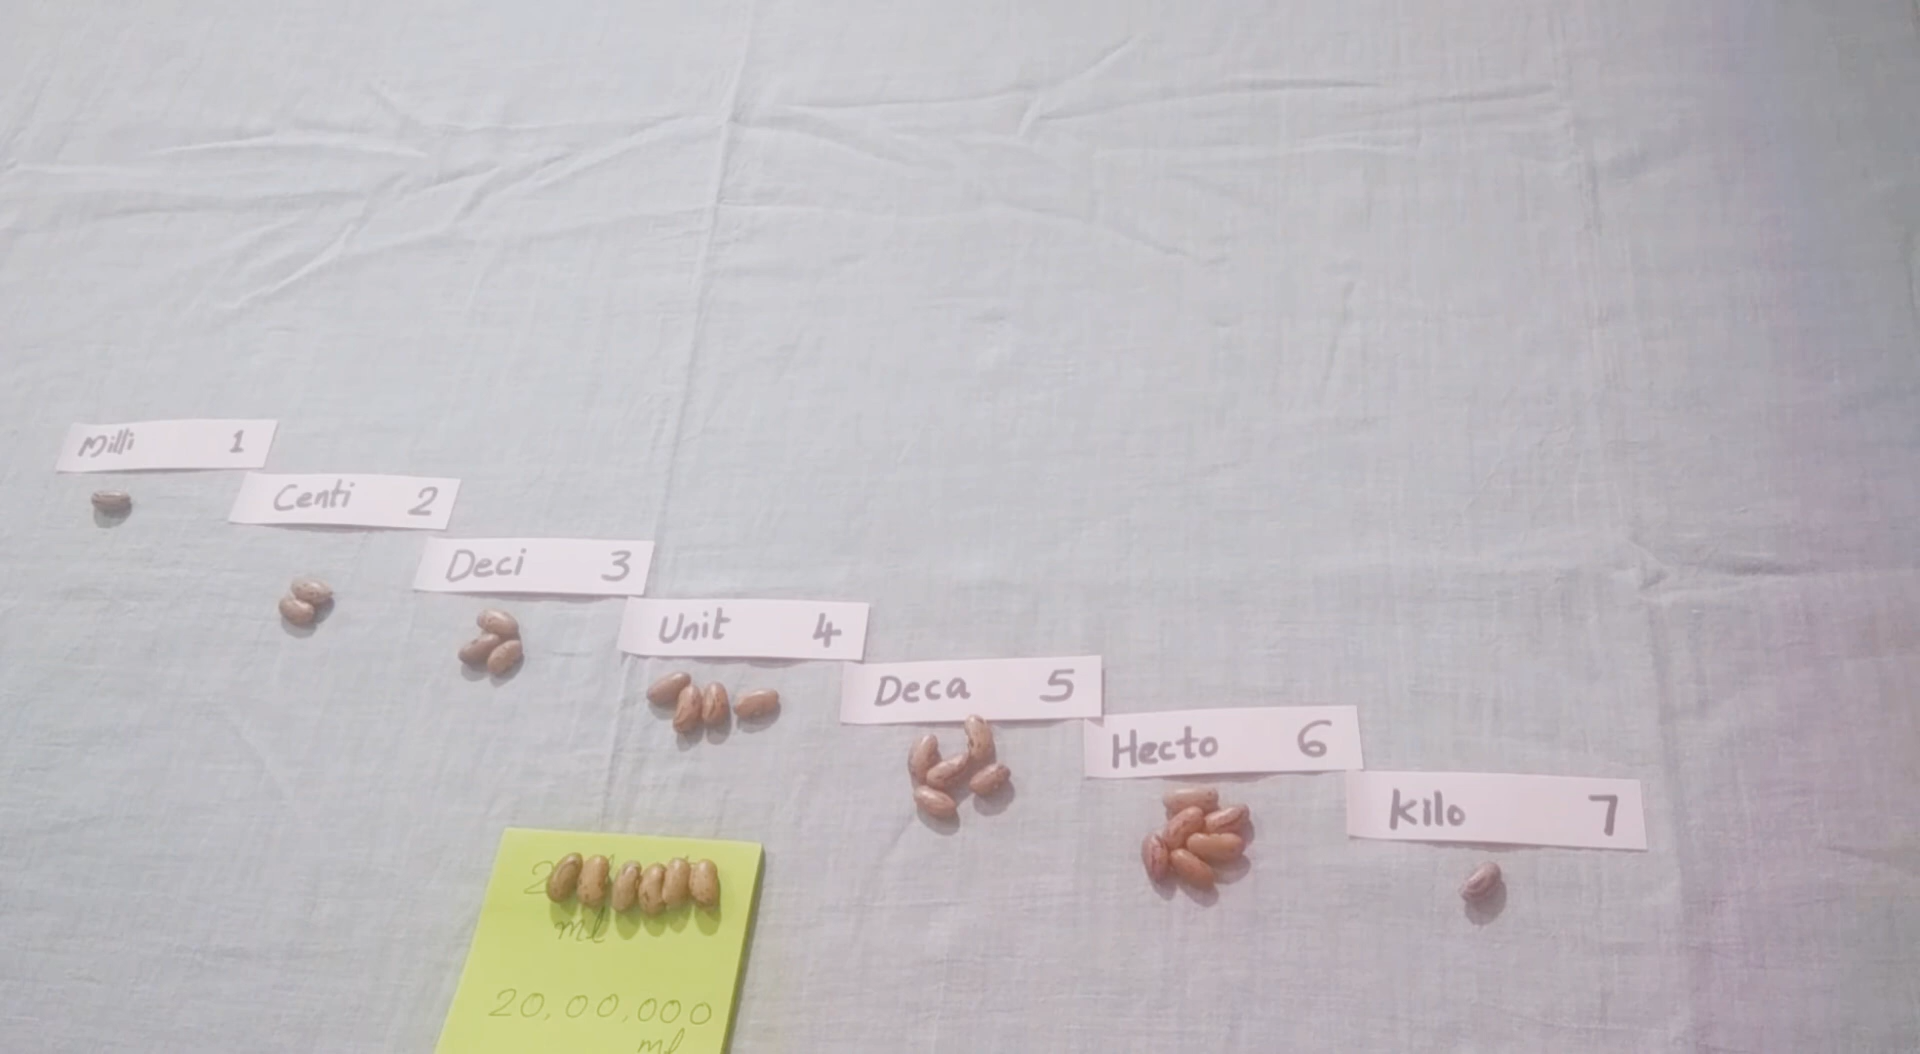 Milli 1
Centi 2
Deci 3
Unit 4
Deca 5
Hecto 6
Kilo 7
2
ml
20,00,000
ml